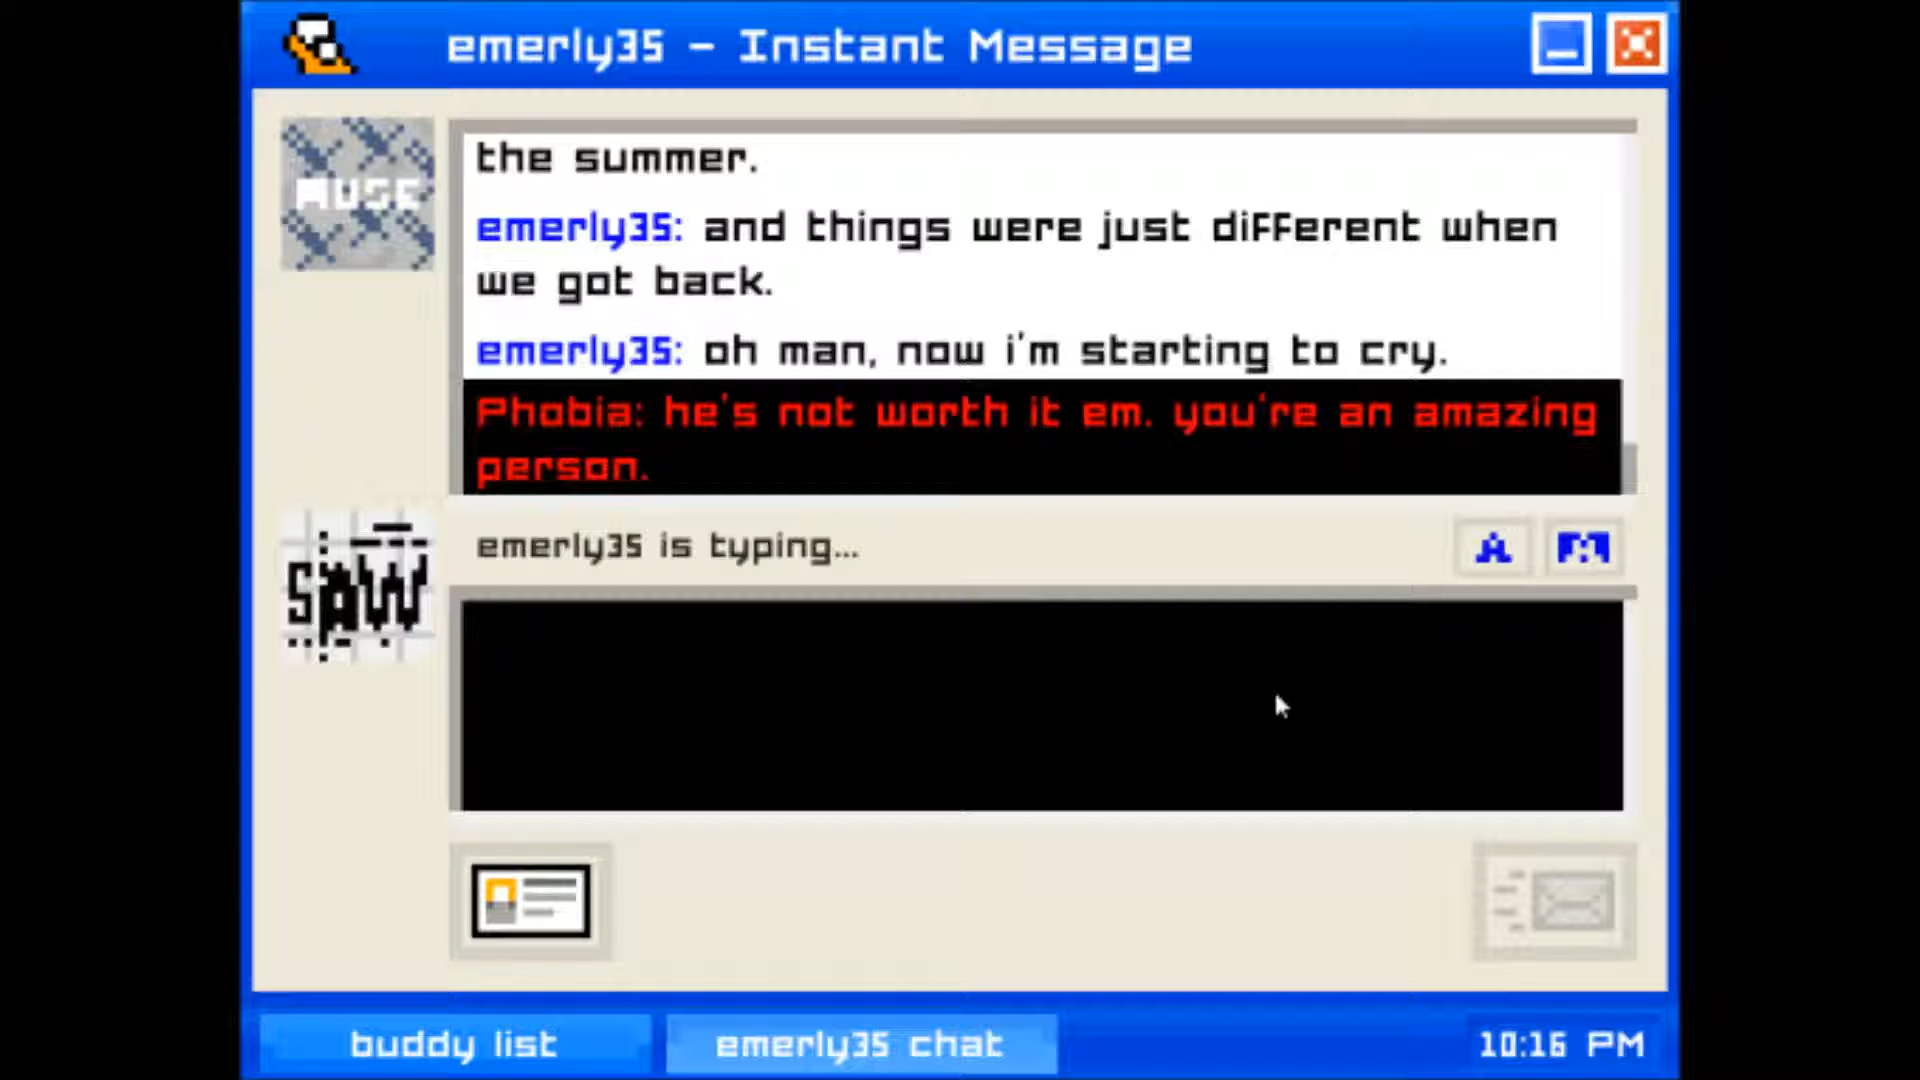 emerly35 - Instant Message
MUSE
the summer.
emerly35: and things were just different when
we got back.
emerly35: oh man, now i'm starting to cry.
Phobia: he's not worth it em. you're an amazing
person.
SAW
emerly35 is typing...
A
buddy list
emerly35 chat
10:16 PM